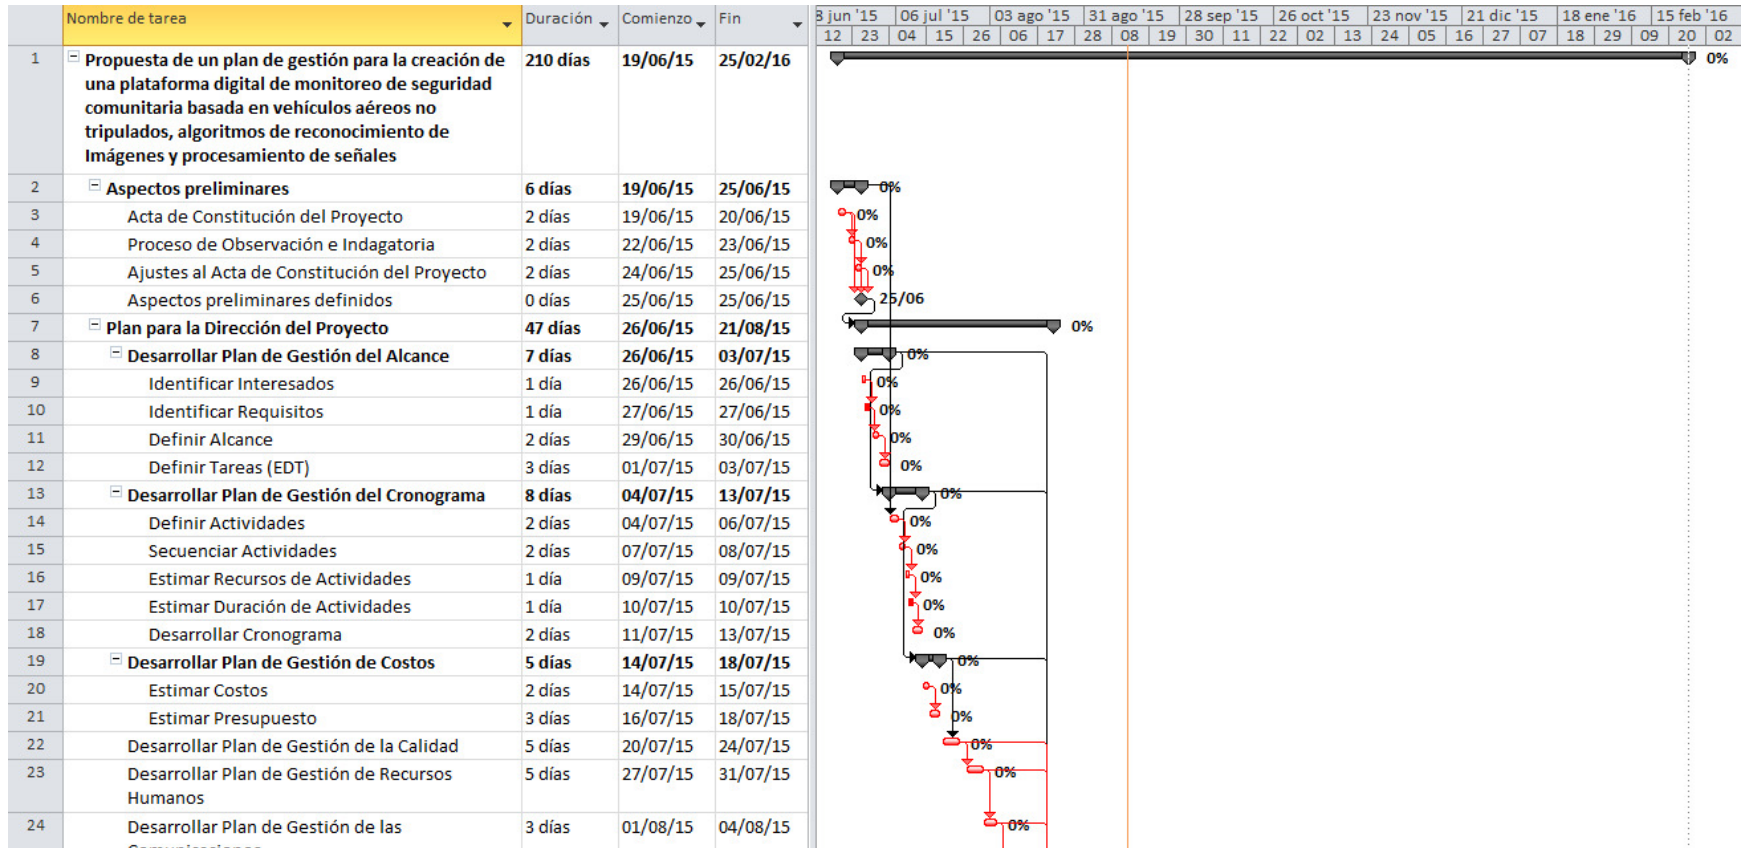 Nombre de tarea Duración Comienzo Fin
8 jun '15 06 jul '15 03 ago '15 31 ago '15 28 sep '15 26 oct '15 23 nov '15 21 dic '15 18 ene '16 15 feb '16
12 23 04 15 26 06 17 28 08 19 30 11 22 02 13 24 05 16 27 07 18 29 09 20 02
1 Propuesta de un plan de gestión para la creación de 210 días 19/06/15 25/02/16 0%
una plataforma digital de monitoreo de seguridad
comunitaria basada en vehículos aéreos no
tripulados, algoritmos de reconocimiento de
Imágenes y procesamiento de señales
2 Aspectos preliminares 6 días 19/06/15 25/06/15 0%
3 Acta de Constitución del Proyecto 2 días 19/06/15 20/06/15 0%
4 Proceso de Observación e Indagatoria 2 días 22/06/15 23/06/15 0%
5 Ajustes al Acta de Constitución del Proyecto 2 días 24/06/15 25/06/15 0%
6 Aspectos preliminares definidos 0 días 25/06/15 25/06/15 25/06
7 Plan para la Dirección del Proyecto 47 días 26/06/15 21/08/15 0%
8 Desarrollar Plan de Gestión del Alcance 7 días 26/06/15 03/07/15 0%
9 Identificar Interesados 1 día 26/06/15 26/06/15 0%
10 Identificar Requisitos 1 día 27/06/15 27/06/15 0%
11 Definir Alcance 2 días 29/06/15 30/06/15 0%
12 Definir Tareas (EDT) 3 días 01/07/15 03/07/15 0%
13 Desarrollar Plan de Gestión del Cronograma 8 días 04/07/15 13/07/15 0%
14 Definir Actividades 2 días 04/07/15 06/07/15 0%
15 Secuenciar Actividades 2 días 07/07/15 08/07/15 0%
16 Estimar Recursos de Actividades 1 día 09/07/15 09/07/15 0%
17 Estimar Duración de Actividades 1 día 10/07/15 10/07/15 0%
18 Desarrollar Cronograma 2 días 11/07/15 13/07/15 0%
19 Desarrollar Plan de Gestión de Costos 5 días 14/07/15 18/07/15 0%
20 Estimar Costos 2 días 14/07/15 15/07/15 0%
21 Estimar Presupuesto 3 días 16/07/15 18/07/15 0%
22 Desarrollar Plan de Gestión de la Calidad 5 días 20/07/15 24/07/15 0%
23 Desarrollar Plan de Gestión de Recursos 5 días 27/07/15 31/07/15 0%
Humanos
24 Desarrollar Plan de Gestión de las 3 días 01/08/15 04/08/15 0%